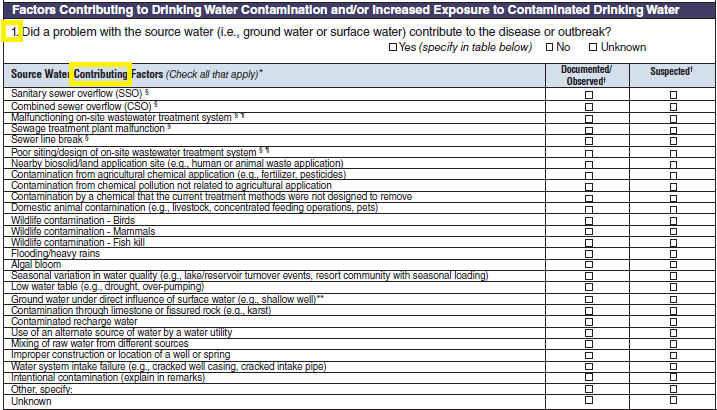 Factors Contributing to Drinking Water Contamination and/or Increased Exposure to Contaminated Drinking Water
1. Did a problem with the source water (i.e., ground water or surface water) contribute to the disease or outbreak?
☐ Yes (specify in table below) ☐ No ☐ Unknown
Source Water Contributing Factors (Check all that apply)* Documented/ Observed† Suspected†
Sanitary sewer overflow (SSO) § ☐ ☐
Combined sewer overflow (CSO) § ☐ ☐
Malfunctioning on-site wastewater treatment system § ¶ ☐ ☐
Sewage treatment plant malfunction § ☐ ☐
Sewer line break § ☐ ☐
Poor siting/design of on-site wastewater treatment system § ¶ ☐ ☐
Nearby biosolid/land application site (e.g., human or animal waste application) ☐ ☐
Contamination from agricultural chemical application (e.g., fertilizer, pesticides) ☐ ☐
Contamination from chemical pollution not related to agricultural application ☐ ☐
Contamination by a chemical that the current treatment methods were not designed to remove ☐ ☐
Domestic animal contamination (e.g., livestock, concentrated feeding operations, pets) ☐ ☐
Wildlife contamination - Birds ☐ ☐
Wildlife contamination - Mammals ☐ ☐
Wildlife contamination - Fish kill ☐ ☐
Flooding/heavy rains ☐ ☐
Algal bloom ☐ ☐
Seasonal variation in water quality (e.g., lake/reservoir turnover events, resort community with seasonal loading) ☐ ☐
Low water table (e.g., drought, over-pumping) ☐ ☐
Ground water under direct influence of surface water (e.g., shallow well)** ☐ ☐
Contamination through limestone or fissured rock (e.g., karst) ☐ ☐
Contaminated recharge water ☐ ☐
Use of an alternate source of water by a water utility ☐ ☐
Mixing of raw water from different sources ☐ ☐
Improper construction or location of a well or spring ☐ ☐
Water system intake failure (e.g., cracked well casing, cracked intake pipe) ☐ ☐
Intentional contamination (explain in remarks) ☐ ☐
Other, specify: ☐ ☐
Unknown ☐ ☐